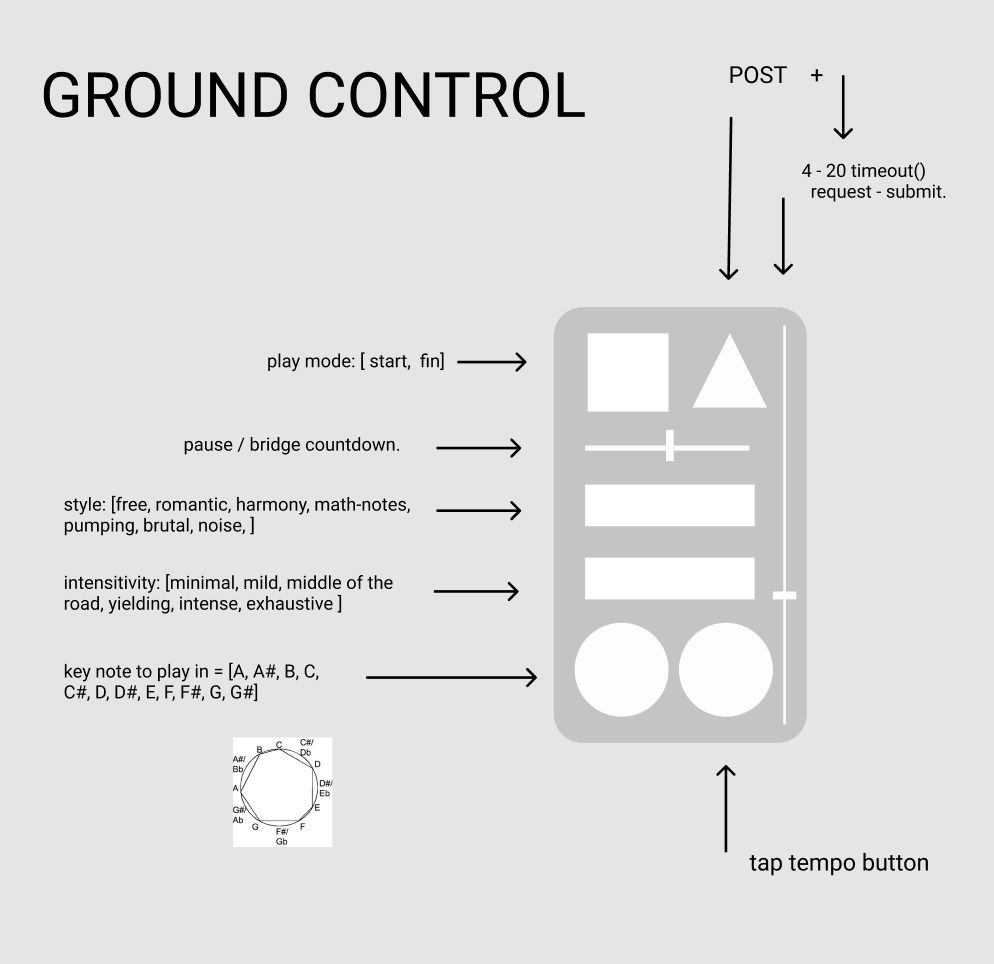 GROUND CONTROL
POST +
4 - 20 timeout()
request - submit.
play mode: [ start, fin]
pause / bridge countdown.
style: [free, romantic, harmony, math-notes,
pumping, brutal, noise, ]
intensitivity: [minimal, mild, middle of the
road, yielding, intense, exhaustive ]
key note to play in = [A, A#, B, C,
C#, D, D#, E, F, F#, G, G#]
C
C#/
Db
D
D#/
Eb
E
F
F#/
Gb
G
G#/
Ab
A
A#/
Bb
B
tap tempo button